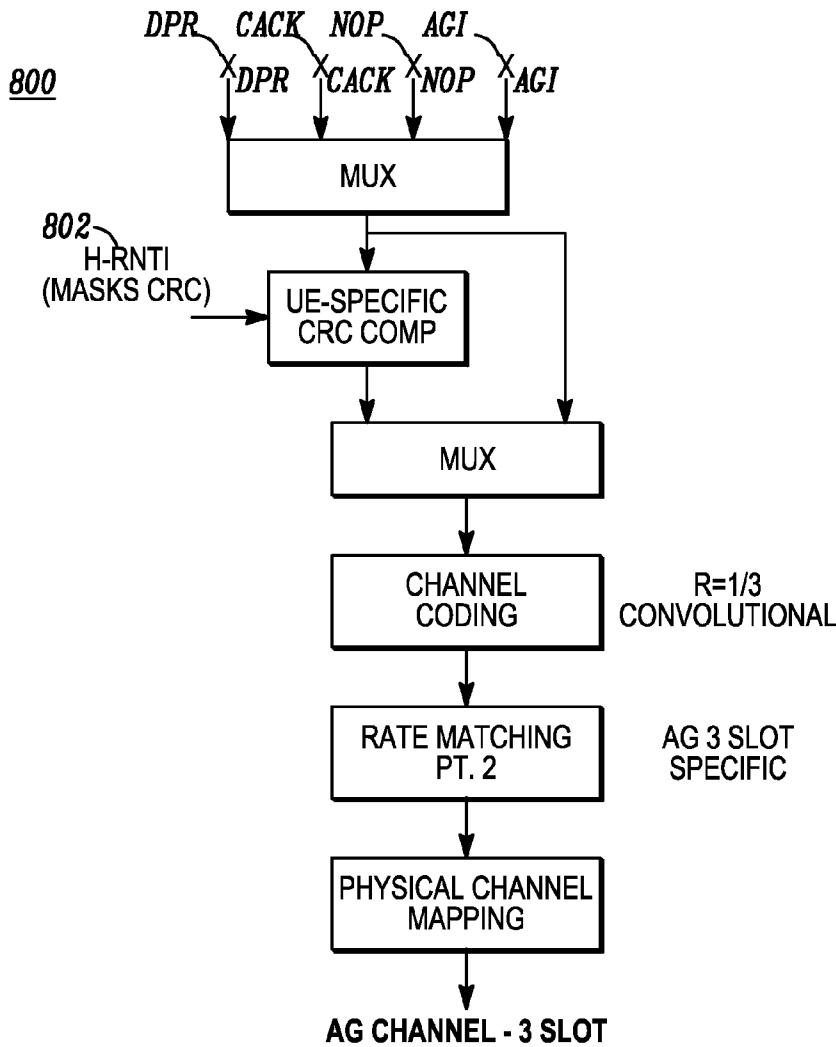 DPR CACK NOP AGI
800
X DPR X CACK X NOP X AGI
MUX
802
H-RNTI
(MASKS CRC)
UE-SPECIFIC
CRC COMP
MUX
CHANNEL
CODING
R=1/3
CONVOLUTIONAL
RATE MATCHING
PT. 2
AG 3 SLOT
SPECIFIC
PHYSICAL CHANNEL
MAPPING
AG CHANNEL - 3 SLOT